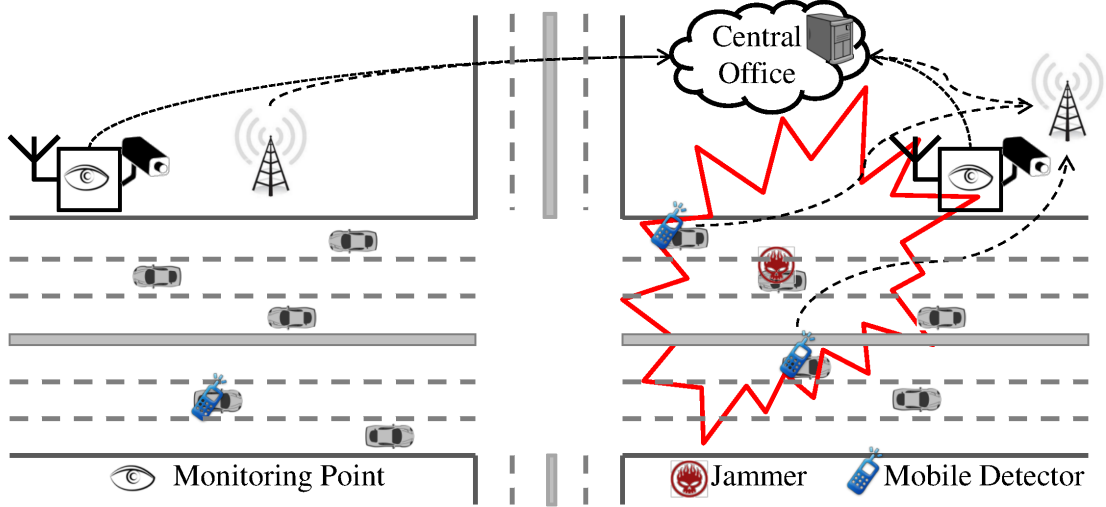 Central
Office
Monitoring Point
Jammer
Mobile Detector